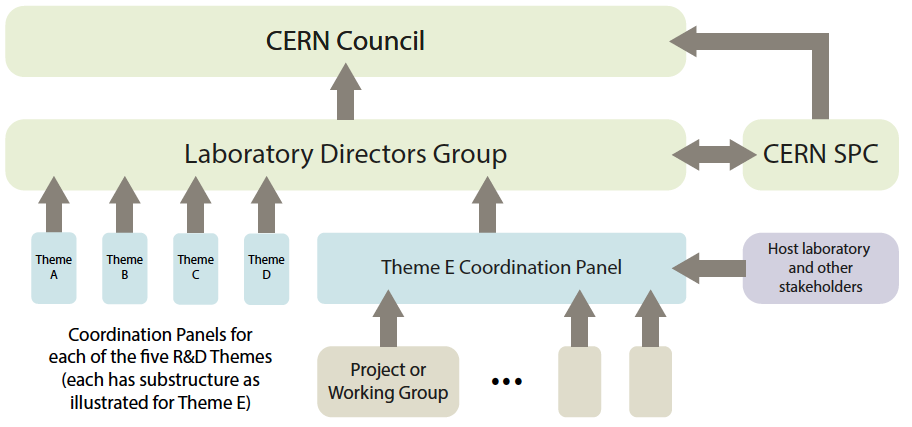 CERN Council
Laboratory Directors Group
CERN SPC
Theme
A
Theme
B
Theme
C
Theme
D
Theme E Coordination Panel
Host laboratory
and other
stakeholders
Coordination Panels for
each of the five R&D Themes
(each has substructure as
illustrated for Theme E)
Project or
Working Group
...